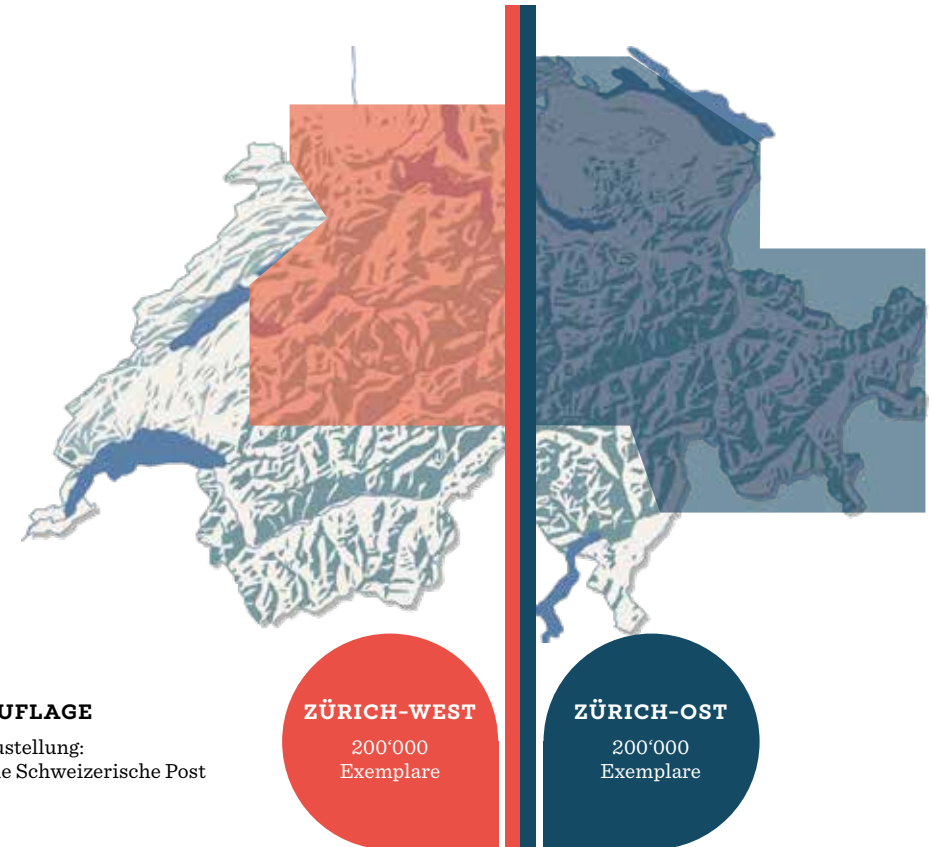 UFLAGE
ustellung:
e Schweizerische Post
ZÜRICH-WEST
200‘000
Exemplare
ZÜRICH-OST
200‘000
Exemplare